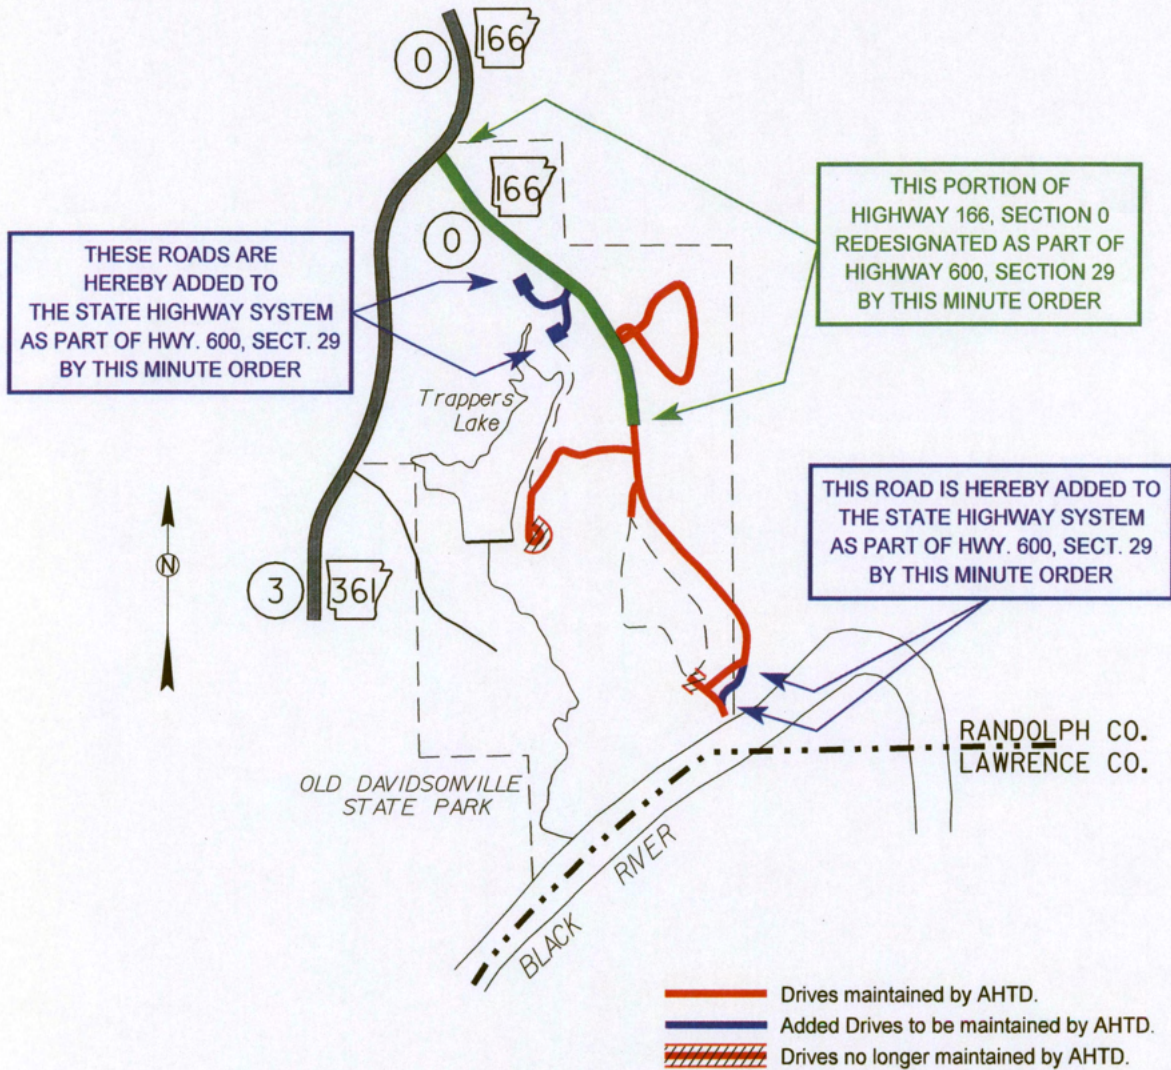 0
166
166
0
THIS PORTION OF
HIGHWAY 166, SECTION 0
REDESIGNATED AS PART OF
HIGHWAY 600, SECTION 29
BY THIS MINUTE ORDER
THESE ROADS ARE
HEREBY ADDED TO
THE STATE HIGHWAY SYSTEM
AS PART OF HWY. 600, SECT. 29
BY THIS MINUTE ORDER
Trappers
Lake
THIS ROAD IS HEREBY ADDED TO
THE STATE HIGHWAY SYSTEM
AS PART OF HWY. 600, SECT. 29
BY THIS MINUTE ORDER
N
3
361
RANDOLPH CO.
LAWRENCE CO.
OLD DAVIDSONVILLE
STATE PARK
BLACK RIVER
Drives maintained by AHTD.
Added Drives to be maintained by AHTD.
Drives no longer maintained by AHTD.